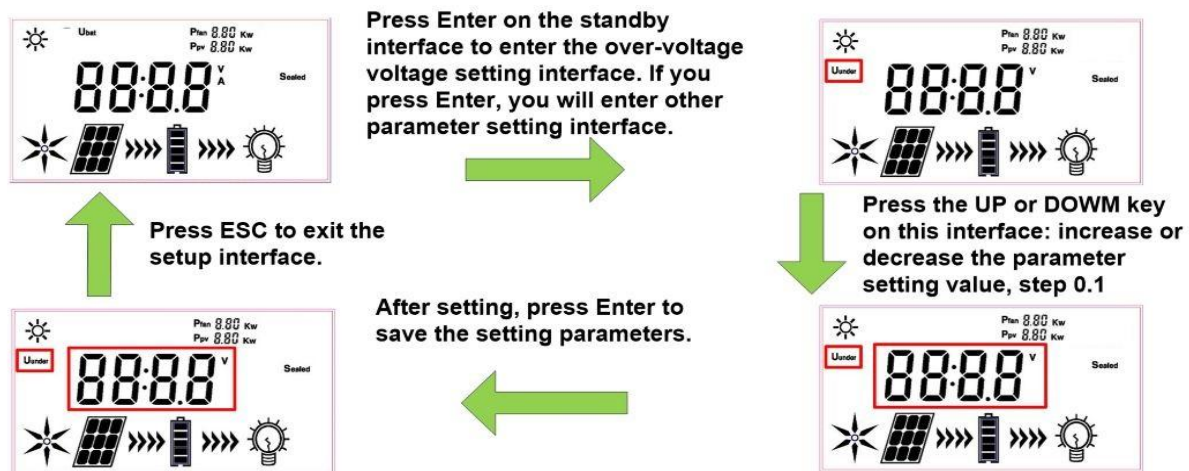 Ubat
Pfan 8.80 Kw
Ppv 8.80 Kw
88:8.8 V
A
Sealed
Press Enter on the standby
interface to enter the over-voltage
voltage setting interface. If you
press Enter, you will enter other
parameter setting interface.
Pfan 8.80 Kw
Ppv 8.80 Kw
Uunder
88:8.8 V
Sealed
Press ESC to exit the
setup interface.
Press the UP or DOWM key
on this interface: increase or
decrease the parameter
setting value, step 0.1
After setting, press Enter to
save the setting parameters.
Pfan 8.80 Kw
Ppv 8.80 Kw
Uunder
88:8.8 V
Sealed
Pfan 8.80 Kw
Ppv 8.80 Kw
Uunder
88:8.8 V
Sealed